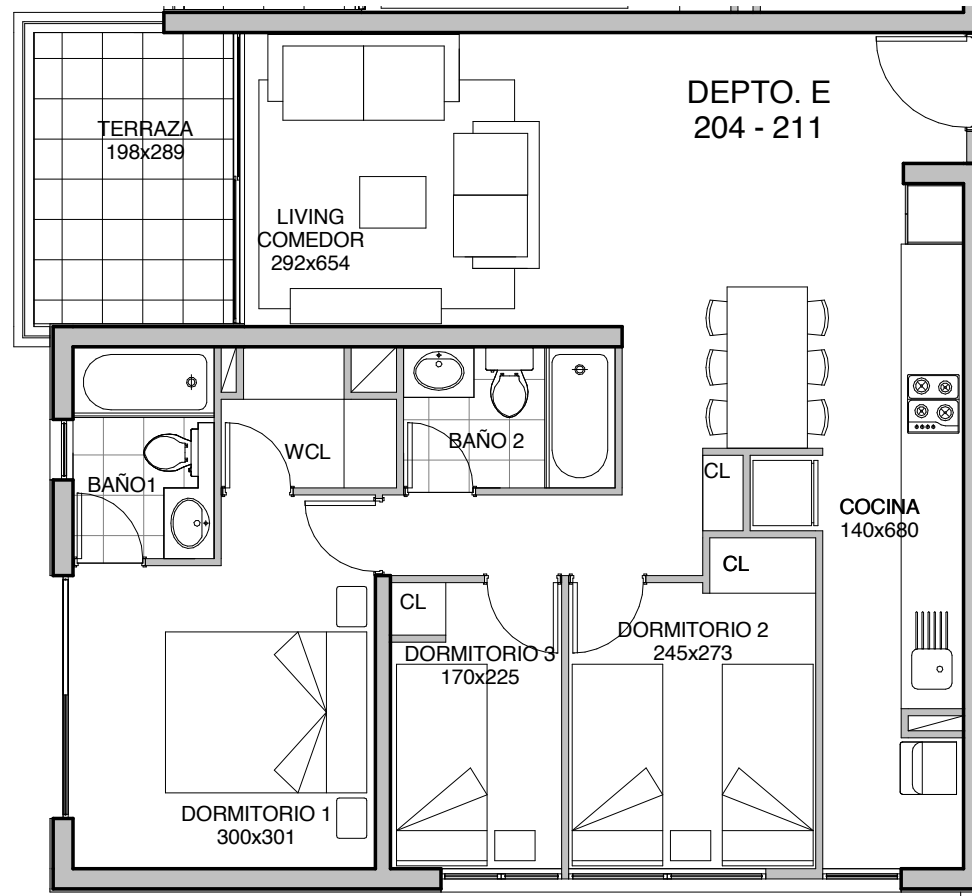 DEPTO. E
204 - 211
TERRAZA
198x289
LIVING
COMEDOR
292x654
WCL
BAÑO 2
BAÑO1
CL
COCINA
140x680
CL
CL
DORMITORIO 3
170x225
DORMITORIO 2
245x273
DORMITORIO 1
300x301